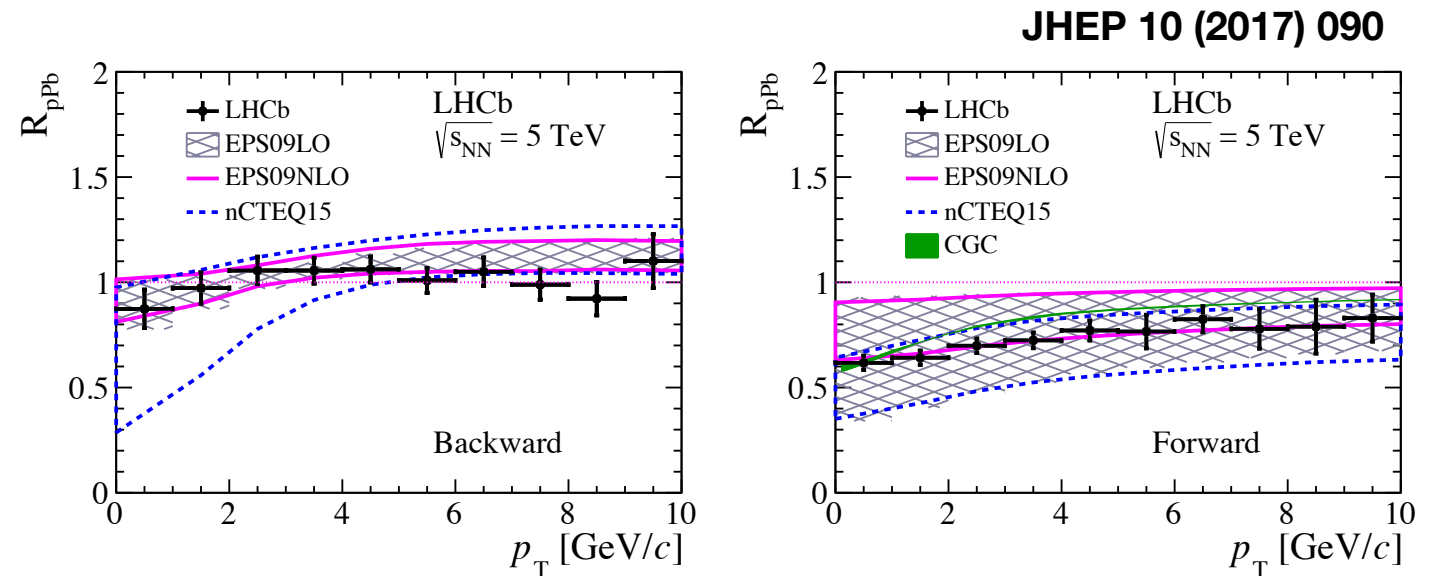 JHEP 10 (2017) 090
R_pPb
2
1.5
1
0.5
0
LHCb
EPS09LO
EPS09NLO
nCTEQ15
LHCb
√s_NN = 5 TeV
Backward
0 2 4 6 8 10
p_T [GeV/c]
R_pPb
2
1.5
1
0.5
0
LHCb
EPS09LO
EPS09NLO
nCTEQ15
CGC
LHCb
√s_NN = 5 TeV
Forward
0 2 4 6 8 10
p_T [GeV/c]